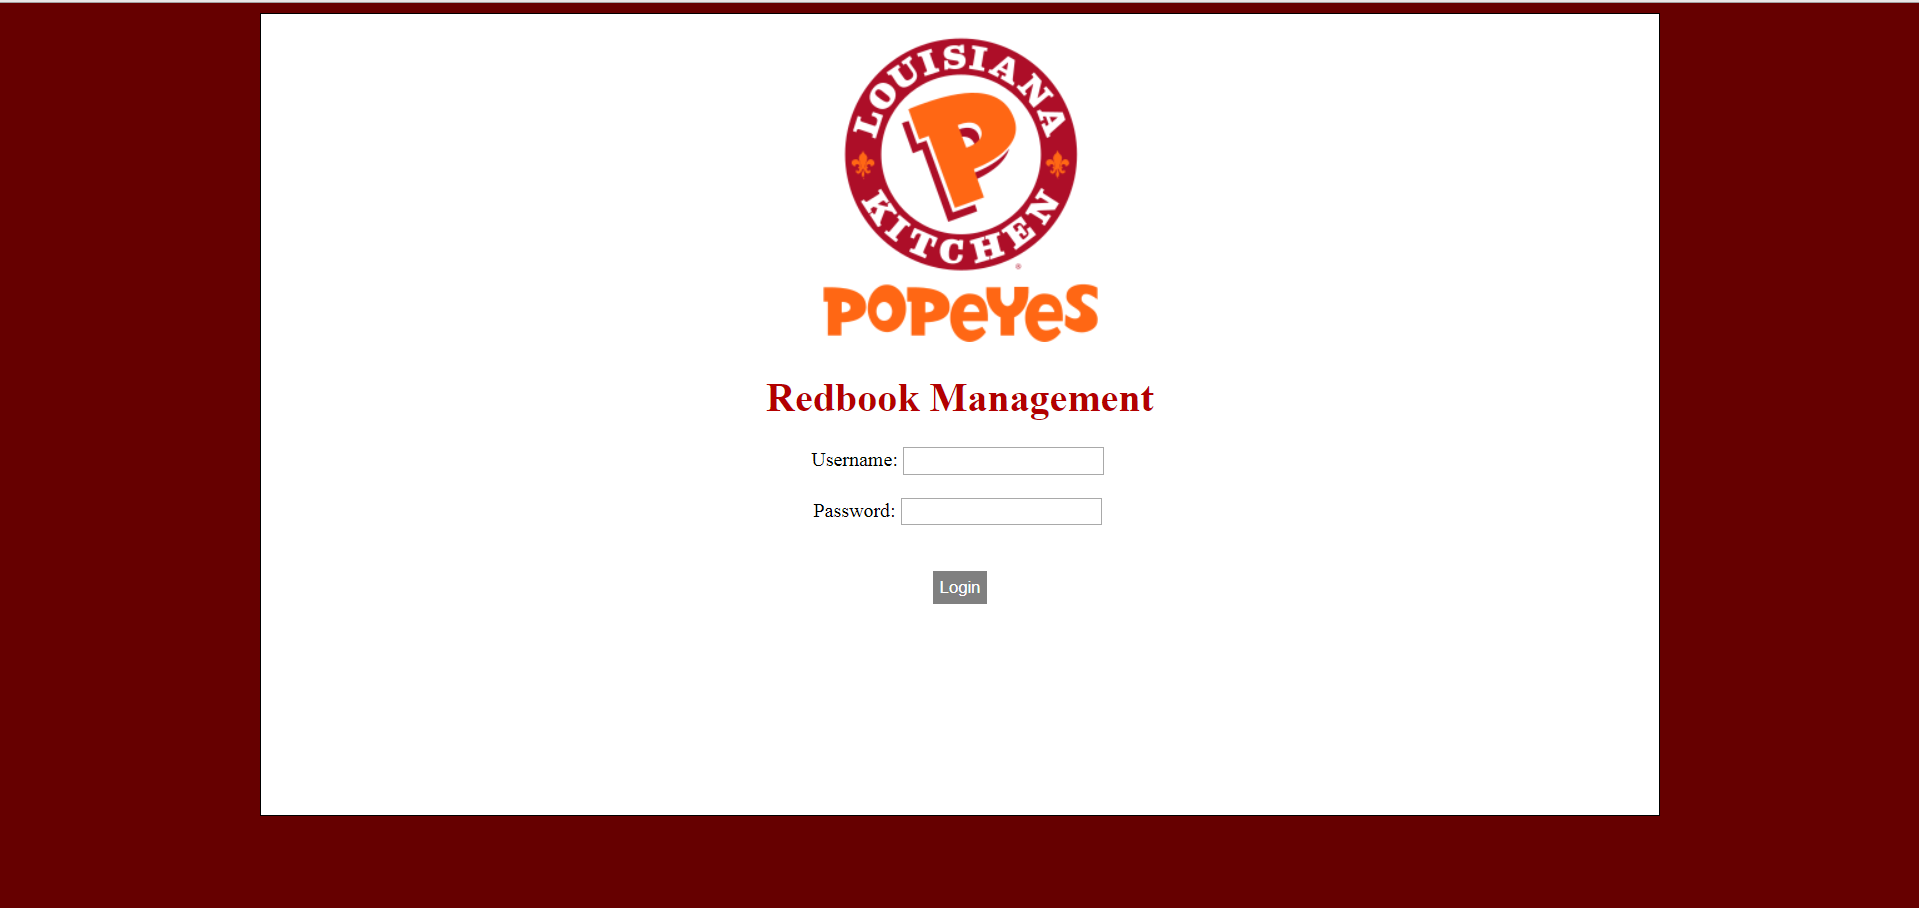 LOUISIANA
P
KITCHEN
®
POPEYES
Redbook Management
Username:
Password:
Login